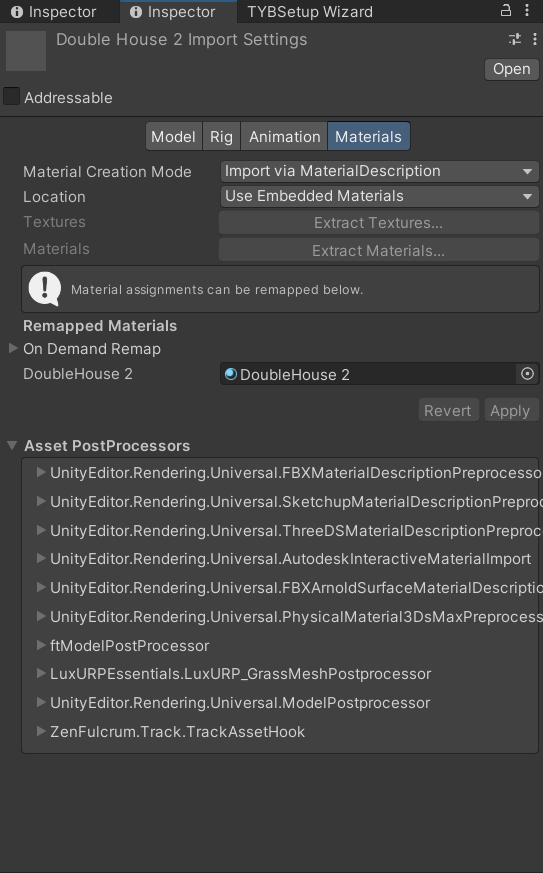 Inspector
Inspector
TYBSetup Wizard
Double House 2 Import Settings
Open
Addressable
Model
Rig
Animation
Materials
Material Creation Mode
Import via MaterialDescription
Location
Use Embedded Materials
Textures
Extract Textures...
Materials
Extract Materials...
Material assignments can be remapped below.
Remapped Materials
On Demand Remap
DoubleHouse 2
DoubleHouse 2
Revert
Apply
Asset PostProcessors
UnityEditor.Rendering.Universal.FBXMaterialDescriptionPreprocesso
UnityEditor.Rendering.Universal.SketchupMaterialDescriptionPreproc
UnityEditor.Rendering.Universal.ThreeDSMaterialDescriptionPreproc
UnityEditor.Rendering.Universal.AutodeskInteractiveMaterialImport
UnityEditor.Rendering.Universal.FBXArnoldSurfaceMaterialDescriptio
UnityEditor.Rendering.Universal.PhysicalMaterial3DsMaxPreprocess
ftModelPostProcessor
LuxURPEssentials.LuxURP_GrassMeshPostprocessor
UnityEditor.Rendering.Universal.ModelPostprocessor
ZenFulcrum.Track.TrackAssetHook